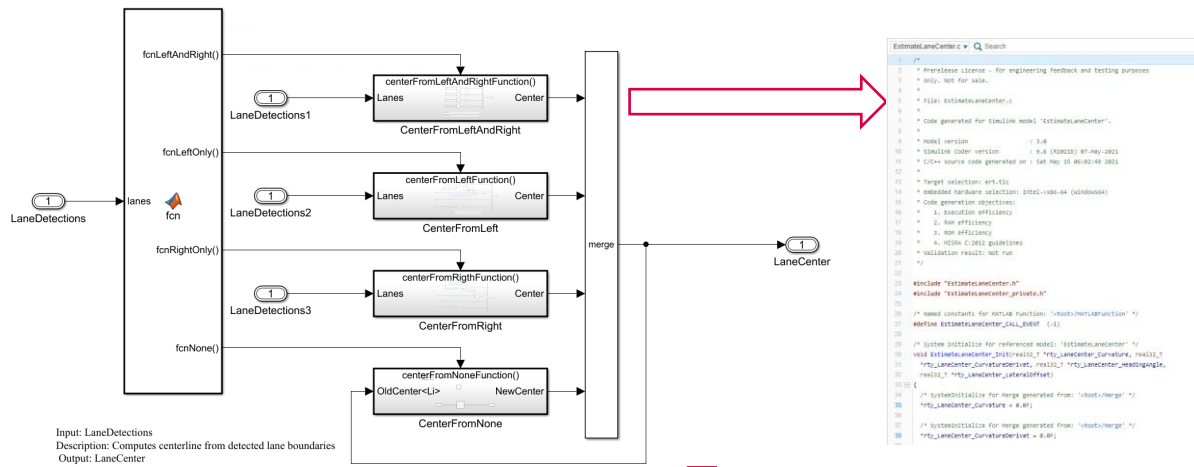 fcnLeftAndRight()
fcnLeftOnly()
fcnRightOnly()
fcnNone()
lanes
fcn
1
LaneDetections
1
LaneDetections1
centerFromLeftAndRightFunction()
Lanes
Center
CenterFromLeftAndRight
1
LaneDetections2
centerFromLeftFunction()
Lanes
Center
CenterFromLeft
1
LaneDetections3
centerFromRigthFunction()
Lanes
Center
CenterFromRight
centerFromNoneFunction()
OldCenter<Li>
NewCenter
CenterFromNone
merge
1
LaneCenter
Input: LaneDetections
Description: Computes centerline from detected lane boundaries
Output: LaneCenter
EstimateLaneCenter.c
Search
1 /*
2 * Prerelease License - for engineering feedback and testing purposes
3 * only. Not for sale.
4 *
5 * File: EstimateLaneCenter.c
6 *
7 * Code generated for Simulink model 'EstimateLaneCenter'.
8 *
9 * Model version : 3.0
10 * Simulink Coder version : 9.6 (R2021b) 07-May-2021
11 * C/C++ source code generated on : Sat May 15 06:02:49 2021
12 *
13 * Target selection: ert.tlc
14 * Embedded hardware selection: Intel->x86-64 (Windows64)
15 * Code generation objectives:
16 * 1. Execution efficiency
17 * 2. RAM efficiency
18 * 3. ROM efficiency
19 * 4. MISRA C:2012 guidelines
20 * Validation result: Not run
21 */
22
23 #include "EstimateLaneCenter.h"
24 #include "EstimateLaneCenter_private.h"
25
26 /* Named constants for MATLAB Function: '<Root>/MATLABFunction' */
27 #define EstimateLaneCenter_CALL_EVENT (-1)
28
29 /* System initialize for referenced model: 'EstimateLaneCenter' */
30 void EstimateLaneCenter_Init(real32_T *rty_LaneCenter_Curvature, real32_T
31 *rty_LaneCenter_CurvatureDerivat, real32_T *rty_LaneCenter_HeadingAngle,
32 real32_T *rty_LaneCenter_LateralOffset)
33 {
34 /* SystemInitialize for Merge generated from: '<Root>/Merge' */
35 *rty_LaneCenter_Curvature = 0.0F;
36
37 /* SystemInitialize for Merge generated from: '<Root>/Merge' */
38 *rty_LaneCenter_CurvatureDerivat = 0.0F;